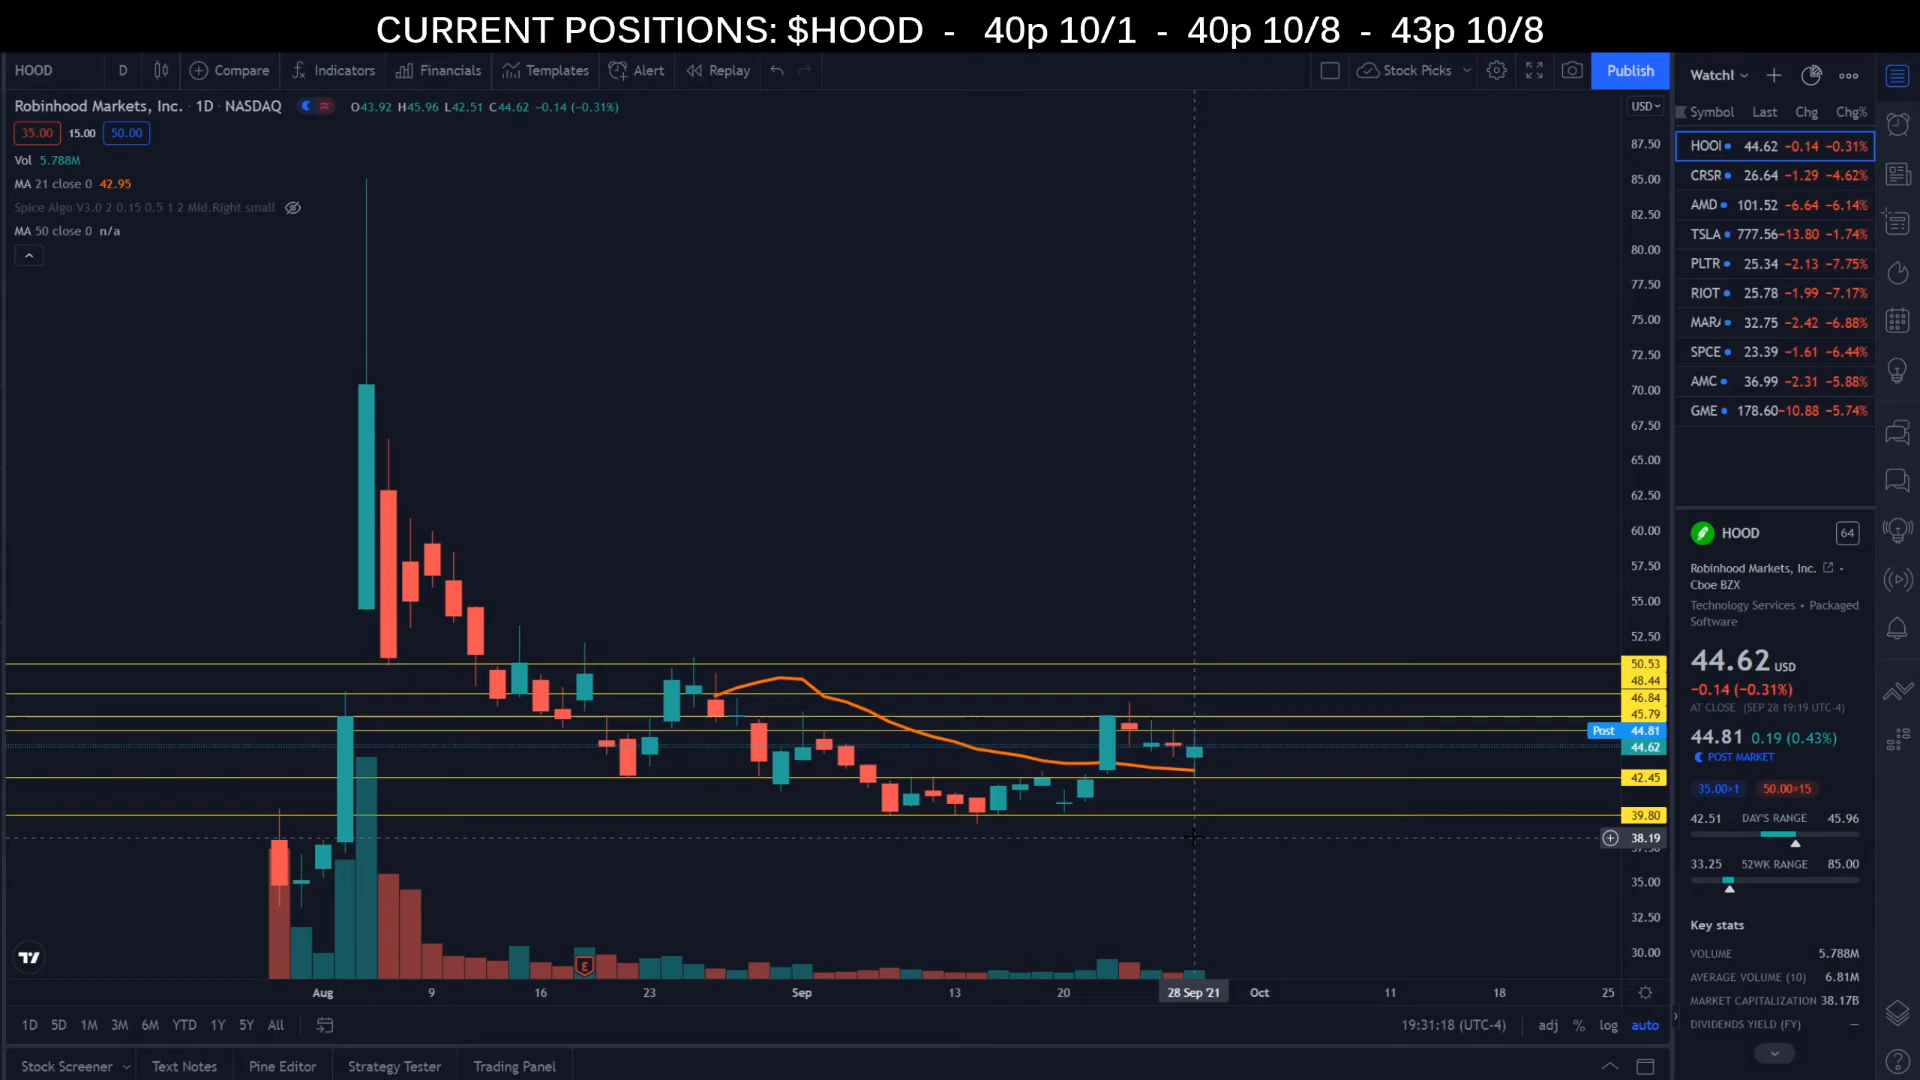 CURRENT POSITIONS: $HOOD - 40p 10/1 - 40p 10/8 - 43p 10/8
HOOD D Compare Indicators Financials Templates Alert Replay Stock Picks Publish
Watchl
Robinhood Markets, Inc. · 1D · NASDAQ O43.92 H45.96 L42.51 C44.62 -0.14 (-0.31%)
USD
Symbol Last Chg Chg%
35.00 15.00 50.00
Vol 5.788M
MA 21 close 0 42.95
Spice Algo V3.0 2 0.15 0.5 1 2 Mid.Right small
MA 50 close 0 n/a
87.50
85.00
82.50
80.00
77.50
75.00
72.50
70.00
67.50
65.00
62.50
60.00
57.50
55.00
52.50
50.53
48.44
46.84
45.79
Post 44.81
44.62
42.45
39.80
38.19
35.00
32.50
30.00
HOOI 44.62 -0.14 -0.31%
CRSR 26.64 -1.29 -4.62%
AMD 101.52 -6.64 -6.14%
TSLA 777.56 -13.80 -1.74%
PLTR 25.34 -2.13 -7.75%
RIOT 25.78 -1.99 -7.17%
MARA 32.75 -2.42 -6.88%
SPCE 23.39 -1.61 -6.44%
AMC 36.99 -2.31 -5.88%
GME 178.60 -10.88 -5.74%
HOOD 64
Robinhood Markets, Inc. -
Cboe BZX
Technology Services • Packaged
Software
44.62 USD
-0.14 (-0.31%)
AT CLOSE (SEP 28 19:19 UTC-4)
44.81 0.19 (0.43%)
POST MARKET
35.00×1 50.00×15
42.51 DAY'S RANGE 45.96
33.25 52WK RANGE 85.00
Key stats
VOLUME 5.788M
AVERAGE VOLUME (10) 6.81M
MARKET CAPITALIZATION 38.17B
DIVIDENDS YIELD (FY) —
E
Aug 9 16 23 Sep 13 20 28 Sep '21 Oct 11 18 25
1D 5D 1M 3M 6M YTD 1Y 5Y All
19:31:18 (UTC-4) adj % log auto
Stock Screener Text Notes Pine Editor Strategy Tester Trading Panel